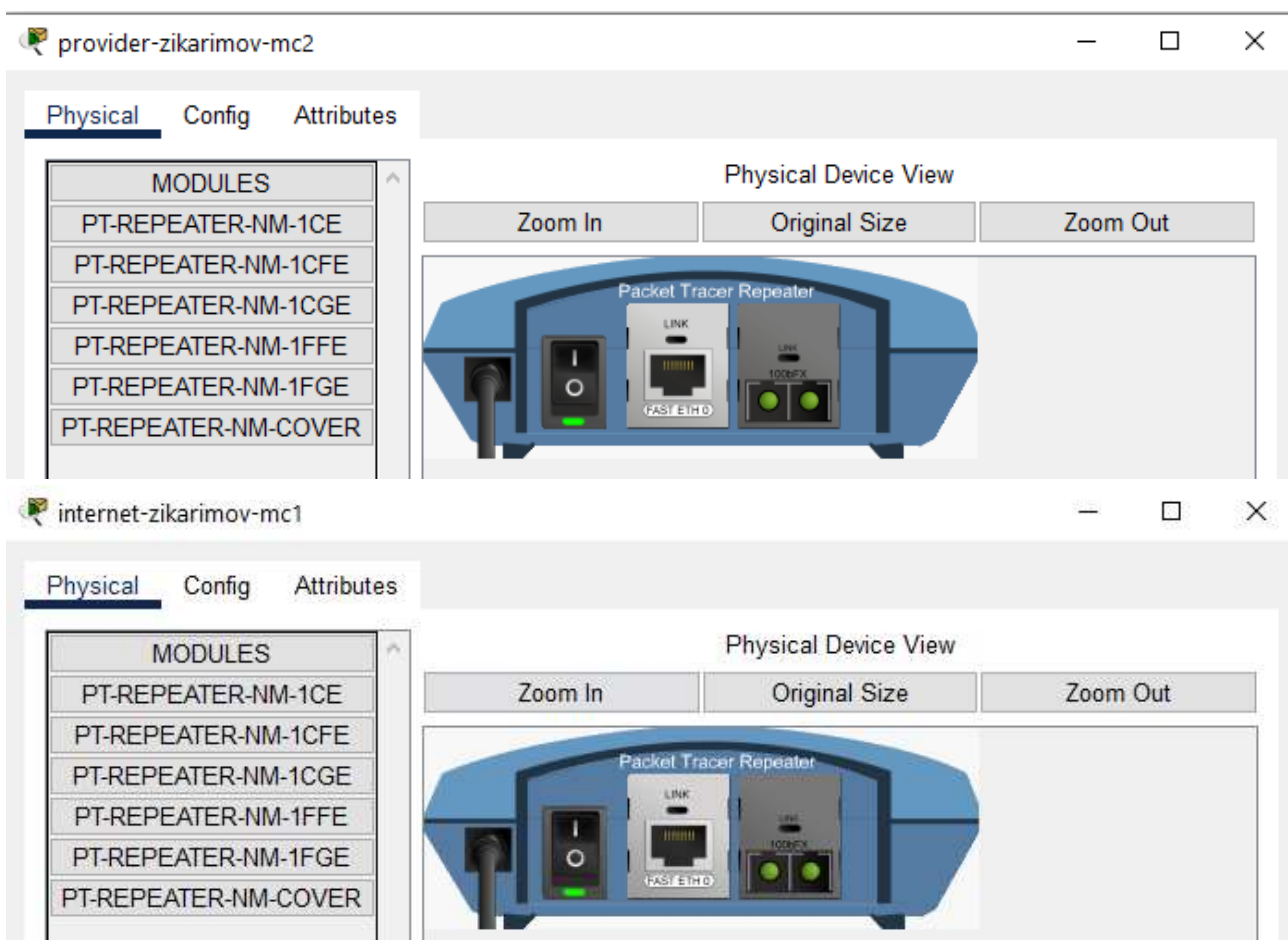 provider-zikarimov-mc2
Physical Config Attributes
MODULES
PT-REPEATER-NM-1CE
PT-REPEATER-NM-1CFE
PT-REPEATER-NM-1CGE
PT-REPEATER-NM-1FFE
PT-REPEATER-NM-1FGE
PT-REPEATER-NM-COVER
Physical Device View
Zoom In Original Size Zoom Out
Packet Tracer Repeater
LINK
FAST ETH 0
LINK
100bFX
internet-zikarimov-mc1
Physical Config Attributes
MODULES
PT-REPEATER-NM-1CE
PT-REPEATER-NM-1CFE
PT-REPEATER-NM-1CGE
PT-REPEATER-NM-1FFE
PT-REPEATER-NM-1FGE
PT-REPEATER-NM-COVER
Physical Device View
Zoom In Original Size Zoom Out
Packet Tracer Repeater
LINK
FAST ETH 0
LINK
100bFX